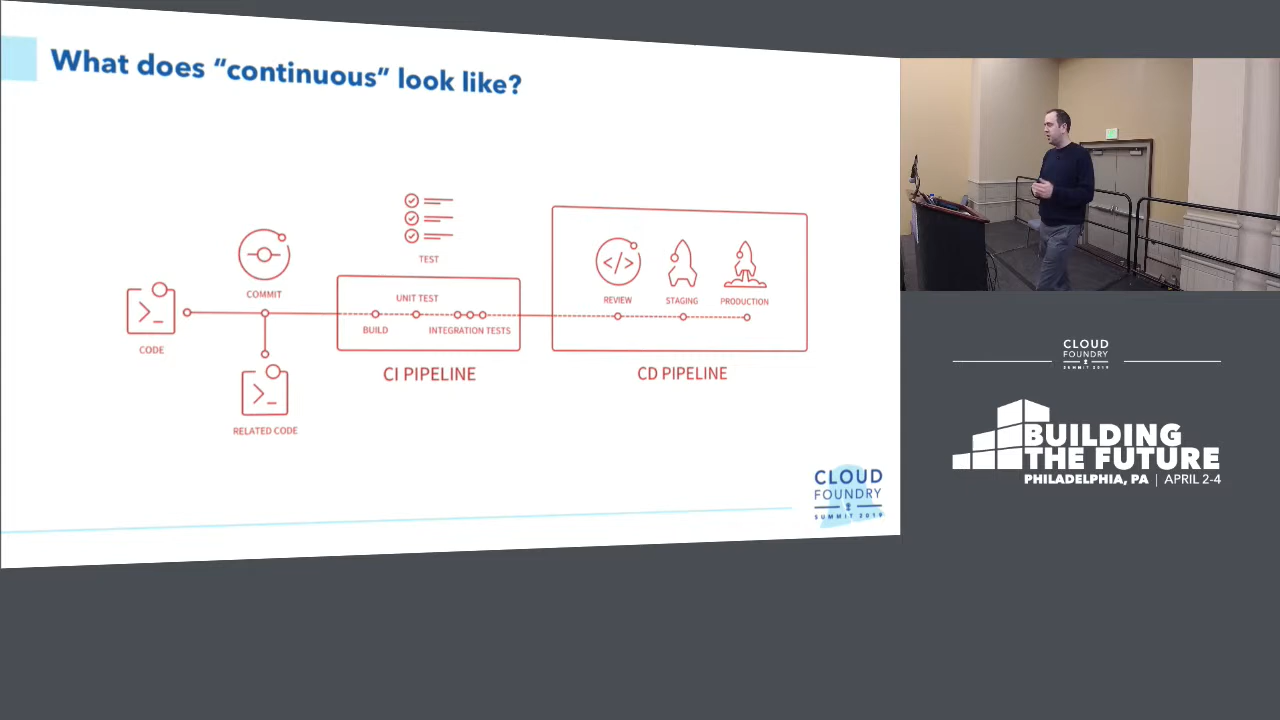 What does “continuous” look like?
TEST
COMMIT
CODE
RELATED CODE
UNIT TEST
BUILD
INTEGRATION TESTS
CI PIPELINE
REVIEW
STAGING
PRODUCTION
CD PIPELINE
CLOUD
FOUNDRY
SUMMIT 2019
CLOUD
FOUNDRY
SUMMIT 2019
BUILDING
THE FUTURE
PHILADELPHIA, PA | APRIL 2-4